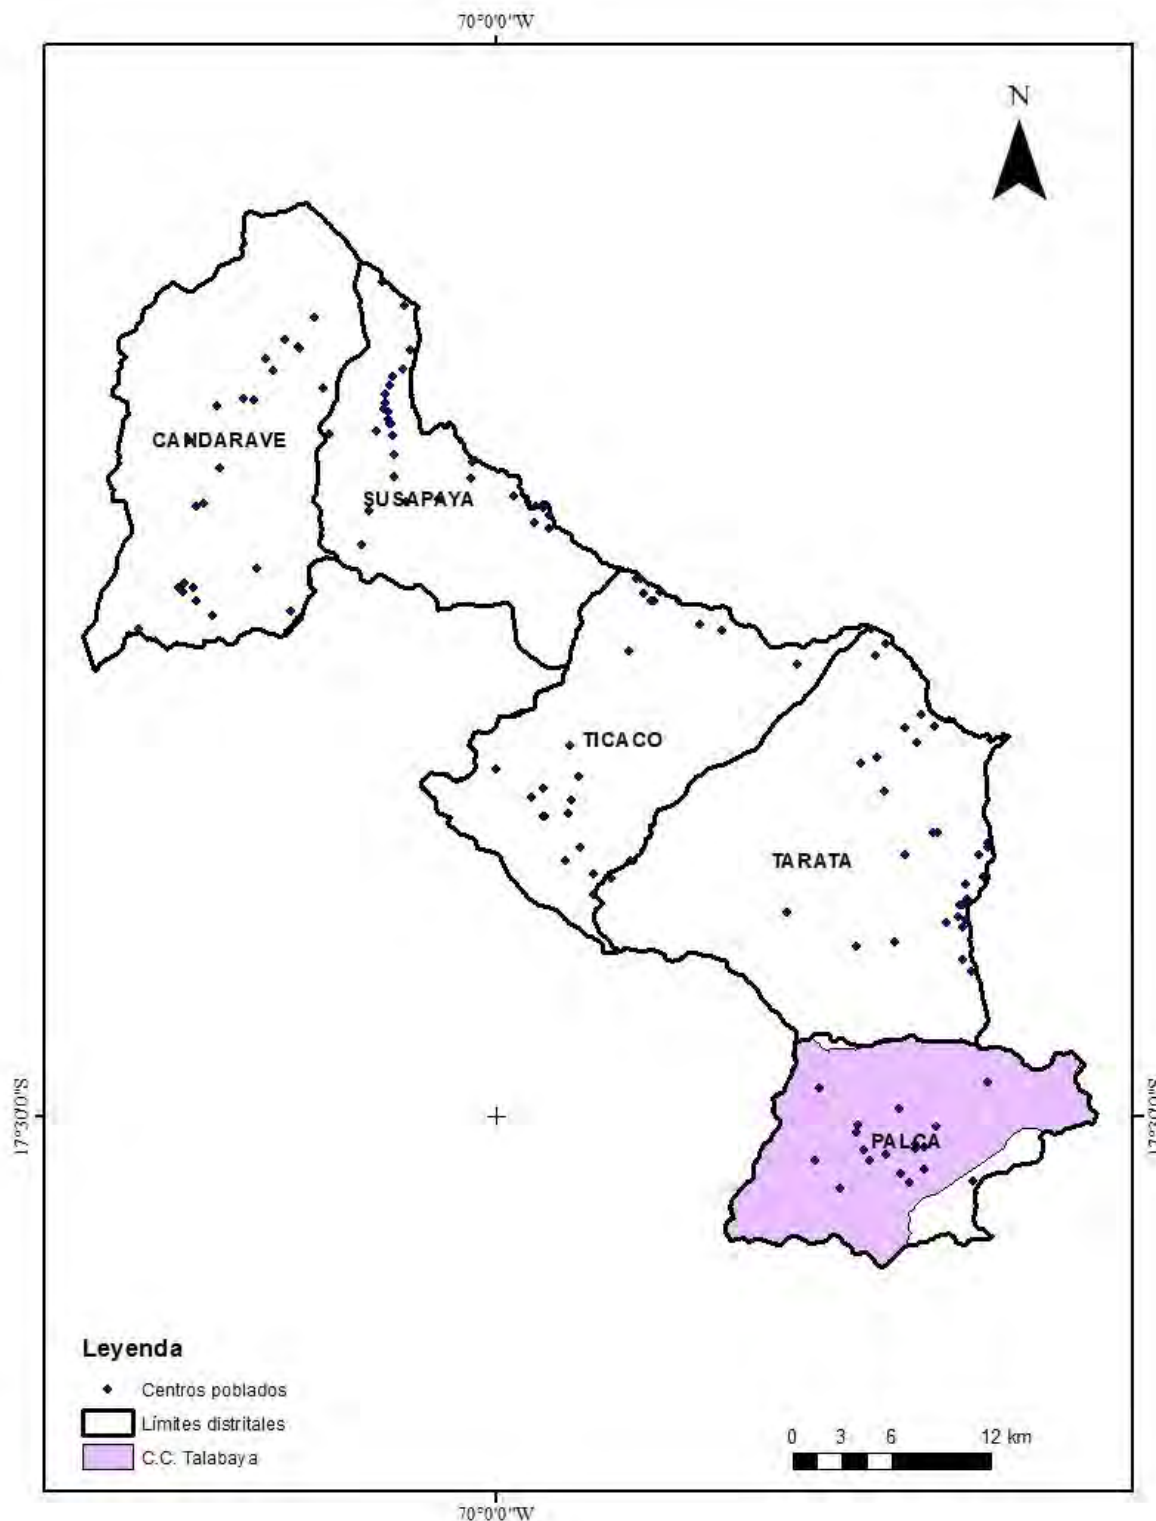 70°0'0"W
N
CANDARAVE
SUSAPAYA
TICACO
TARATA
17°30'0"S
17°30'0"S
PALCA
Leyenda
Centros poblados
Límites distritales
C.C. Talabaya
0 3 6 12 km
70°0'0"W